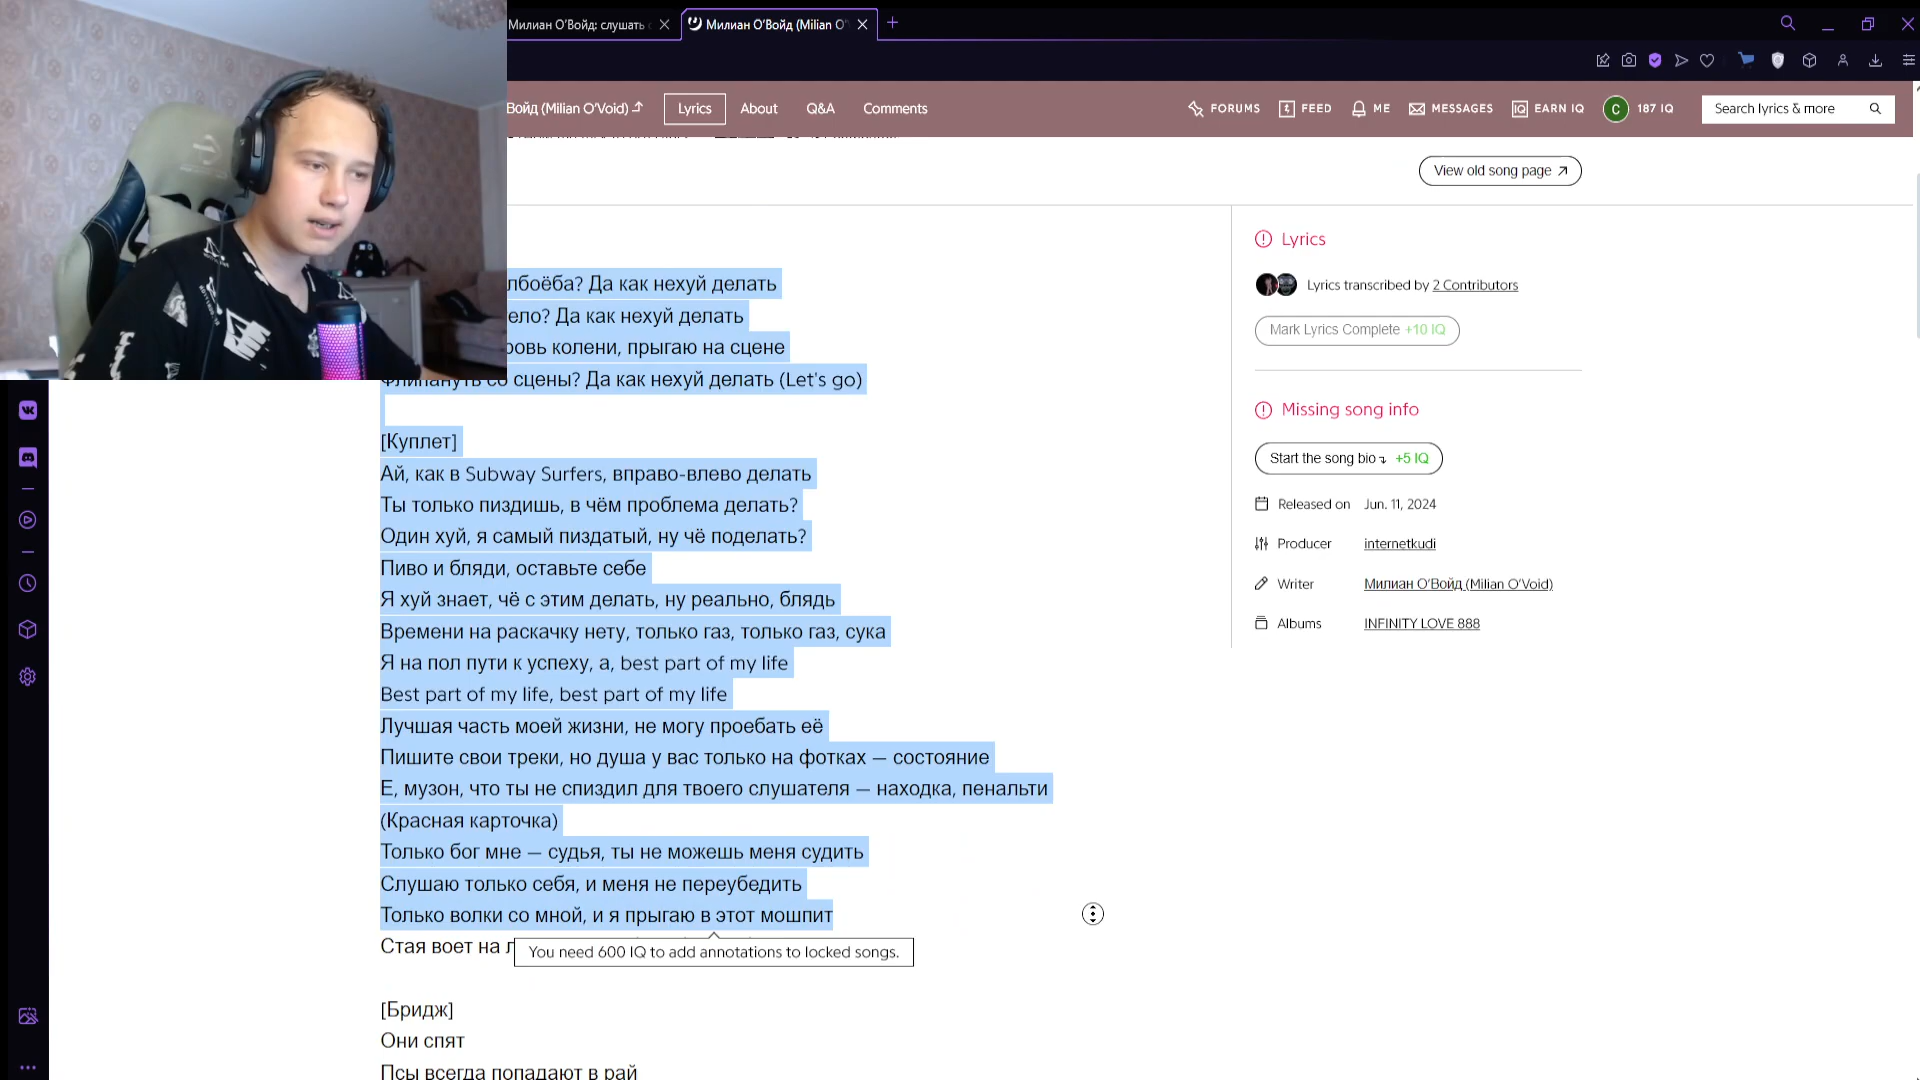 Милиан О'Войд: слушать
Милиан О'Войд (Milian O'
Войд (Milian O'Void)
Lyrics
About
Q&A
Comments
FORUMS
FEED
ME
MESSAGES
EARN IQ
C
187 IQ
Search lyrics & more
View old song page
лбоёба? Да как нехуй делать
ело? Да как нехуй делать
ровь колени, прыгаю на сцене
Флипануть со сцены? Да как нехуй делать (Let's go)
[Куплет]
Ай, как в Subway Surfers, вправо-влево делать
Ты только пиздишь, в чём проблема делать?
Один хуй, я самый пиздатый, ну чё поделать?
Пиво и бляди, оставьте себе
Я хуй знает, чё с этим делать, ну реально, блядь
Времени на раскачку нету, только газ, только газ, сука
Я на пол пути к успеху, а, best part of my life
Best part of my life, best part of my life
Лучшая часть моей жизни, не могу проебать её
Пишите свои треки, но душа у вас только на фотках — состояние
Е, музон, что ты не спиздил для твоего слушателя — находка, пенальти
(Красная карточка)
Только бог мне — судья, ты не можешь меня судить
Слушаю только себя, и меня не переубедить
Только волки со мной, и я прыгаю в этот мошпит
Стая воет на л
You need 600 IQ to add annotations to locked songs.
[Бридж]
Они спят
Псы всегда попадают в рай
Lyrics
Lyrics transcribed by 2 Contributors
Mark Lyrics Complete +10 IQ
Missing song info
Start the song bio +5 IQ
Released on Jun. 11, 2024
Producer internetkudi
Writer Милиан О'Войд (Milian O'Void)
Albums INFINITY LOVE 888